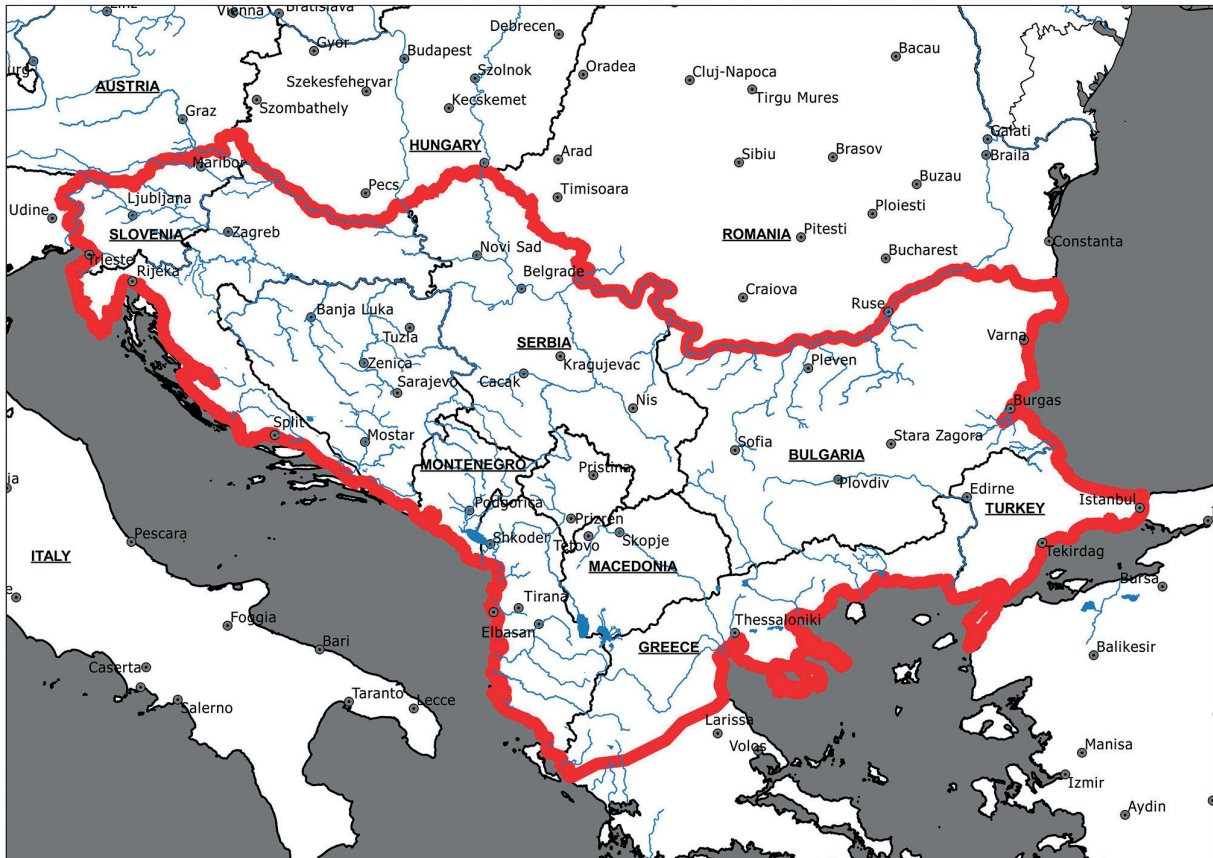 Linz
Vienna
Bratislava
Debrecen
Gyor
Budapest
Bacau
Oradea
Cluj-Napoca
Szolnok
AUSTRIA
Szekesfehervar
Tirgu Mures
Szombathely
Kecskemet
Graz
HUNGARY
Galati
Maribor
Arad
Sibiu
Brasov
Braila
Pecs
Timisoara
Buzau
Udine
Ljubljana
Ploiesti
SLOVENIA
Zagreb
ROMANIA
Pitesti
Constanta
Trieste
Novi Sad
Bucharest
Rijeka
Belgrade
Craiova
Ruse
Banja Luka
Tuzla
SERBIA
Varna
Zenica
Kragujevac
Pleven
Sarajevo
Cacak
Nis
Burgas
Split
Mostar
Sofia
Stara Zagora
MONTENEGRO
Pristina
BULGARIA
Plovdiv
Edirne
Podgorica
TURKEY
Istanbul
Prizren
Pescara
Shkoder
Tetovo
Skopje
Tekirdag
ITALY
MACEDONIA
Bursa
Tirana
Foggia
Elbasan
Thessaloniki
Bari
GREECE
Balikesir
Caserta
Salerno
Taranto
Lecce
Larissa
Volos
Manisa
Izmir
Aydin